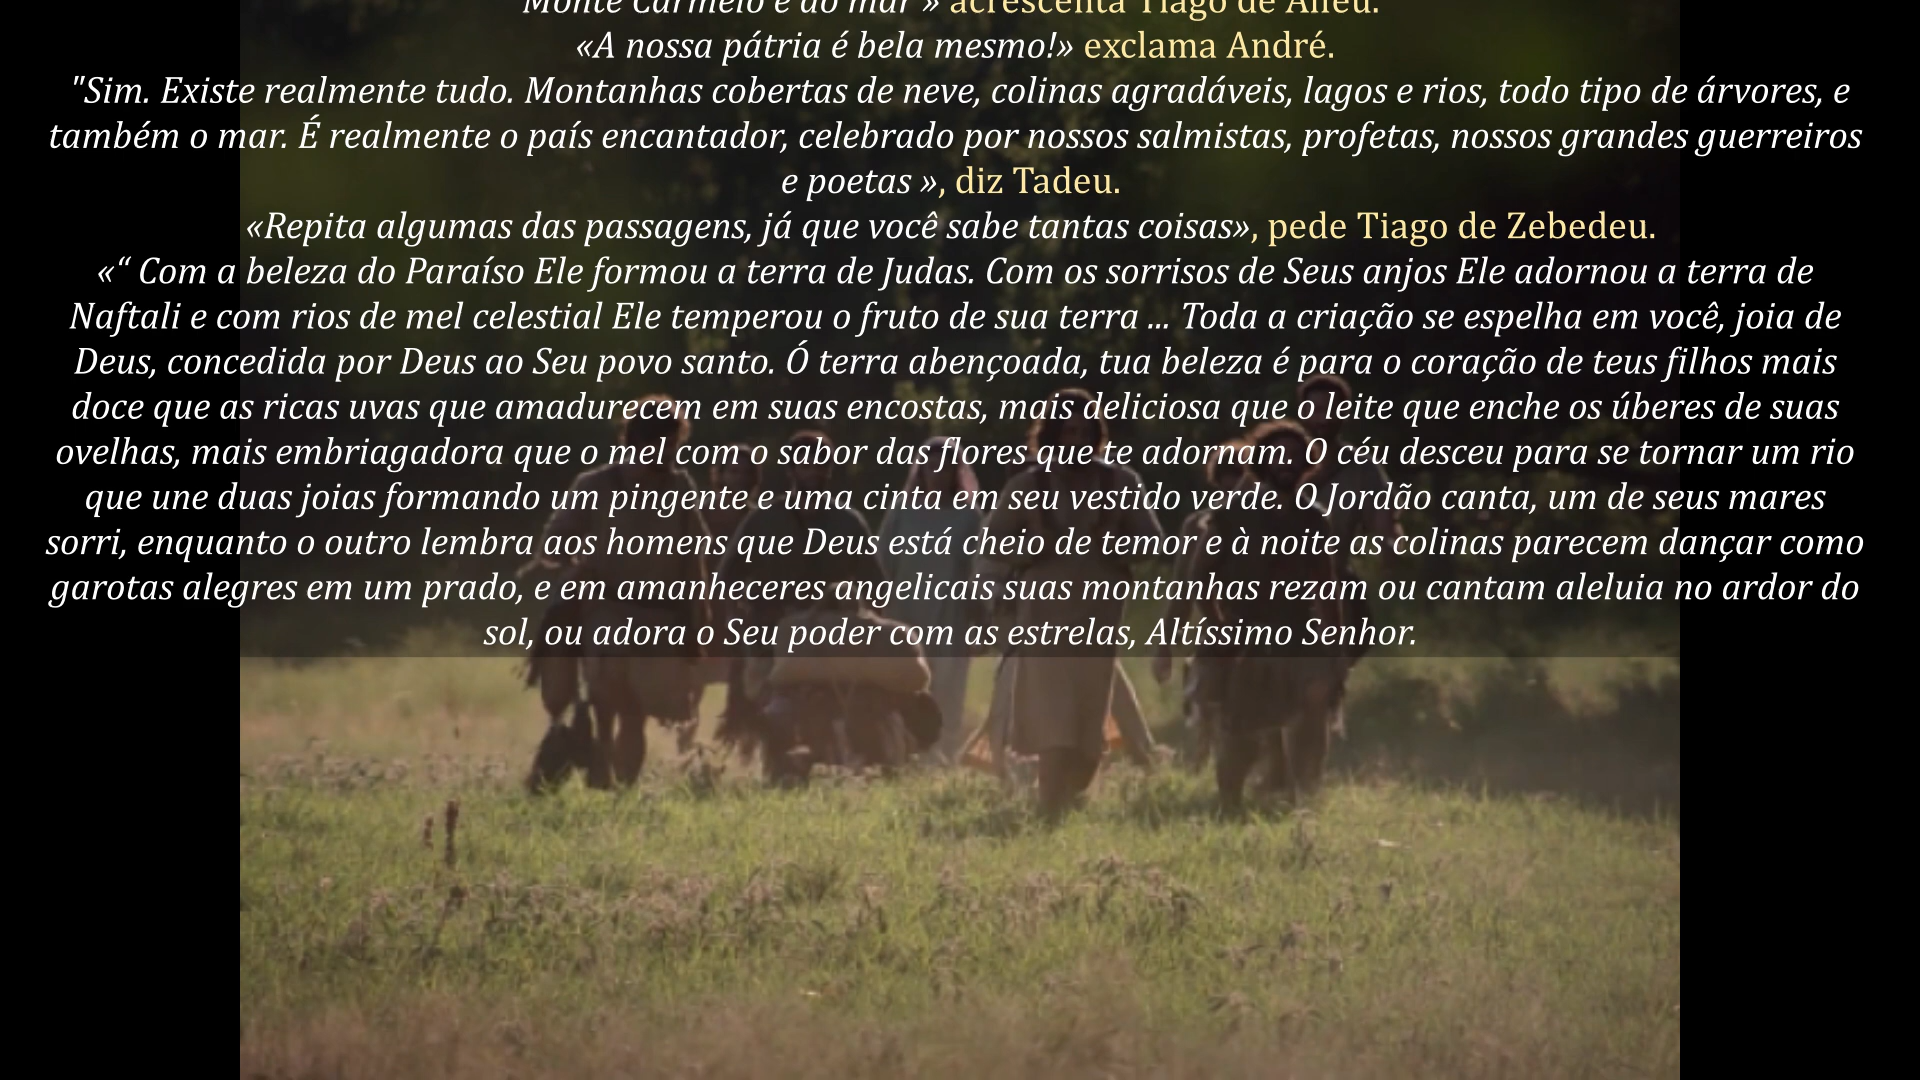 Monte Carmelo e do mar » acrescenta Tiago de Alfeu.
«A nossa pátria é bela mesmo!» exclama André.
"Sim. Existe realmente tudo. Montanhas cobertas de neve, colinas agradáveis, lagos e rios, todo tipo de árvores, e
também o mar. É realmente o país encantador, celebrado por nossos salmistas, profetas, nossos grandes guerreiros
e poetas », diz Tadeu.
«Repita algumas das passagens, já que você sabe tantas coisas», pede Tiago de Zebedeu.
«“ Com a beleza do Paraíso Ele formou a terra de Judas. Com os sorrisos de Seus anjos Ele adornou a terra de
Naftali e com rios de mel celestial Ele temperou o fruto de sua terra ... Toda a criação se espelha em você, joia de
Deus, concedida por Deus ao Seu povo santo. Ó terra abençoada, tua beleza é para o coração de teus filhos mais
doce que as ricas uvas que amadurecem em suas encostas, mais deliciosa que o leite que enche os úberes de suas
ovelhas, mais embriagadora que o mel com o sabor das flores que te adornam. O céu desceu para se tornar um rio
que une duas joias formando um pingente e uma cinta em seu vestido verde. O Jordão canta, um de seus mares
sorri, enquanto o outro lembra aos homens que Deus está cheio de temor e à noite as colinas parecem dançar como
garotas alegres em um prado, e em amanheceres angelicais suas montanhas rezam ou cantam aleluia no ardor do
sol, ou adora o Seu poder com as estrelas, Altíssimo Senhor.